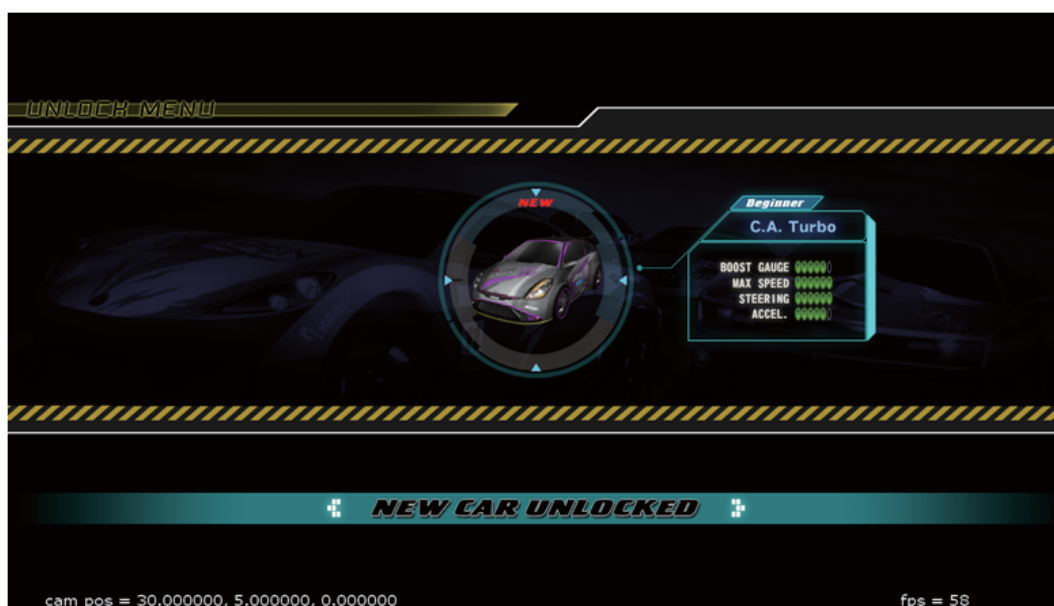 UNLOCK MENU
NEW
Beginner
C.A. Turbo
BOOST GAUGE
MAX SPEED
STEERING
ACCEL.
NEW CAR UNLOCKED
cam pos = 30.000000, 5.000000, 0.000000
fps = 58